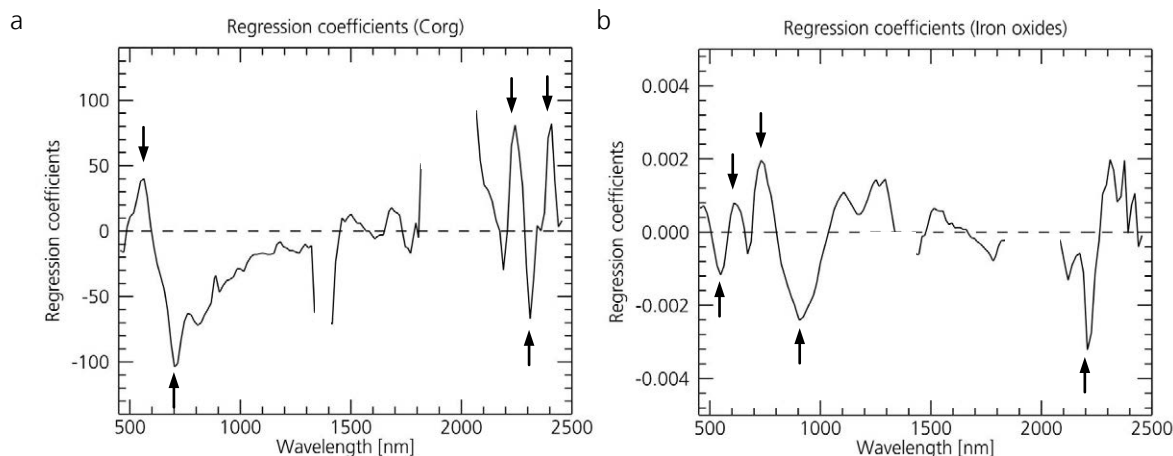 a
Regression coefficients (Corg)
Regression coefficients
100
50
0
-50
-100
500 1000 1500 2000 2500
Wavelength [nm]
b
Regression coefficients (Iron oxides)
Regression coefficients
0.004
0.002
0.000
-0.002
-0.004
500 1000 1500 2000 2500
Wavelength [nm]